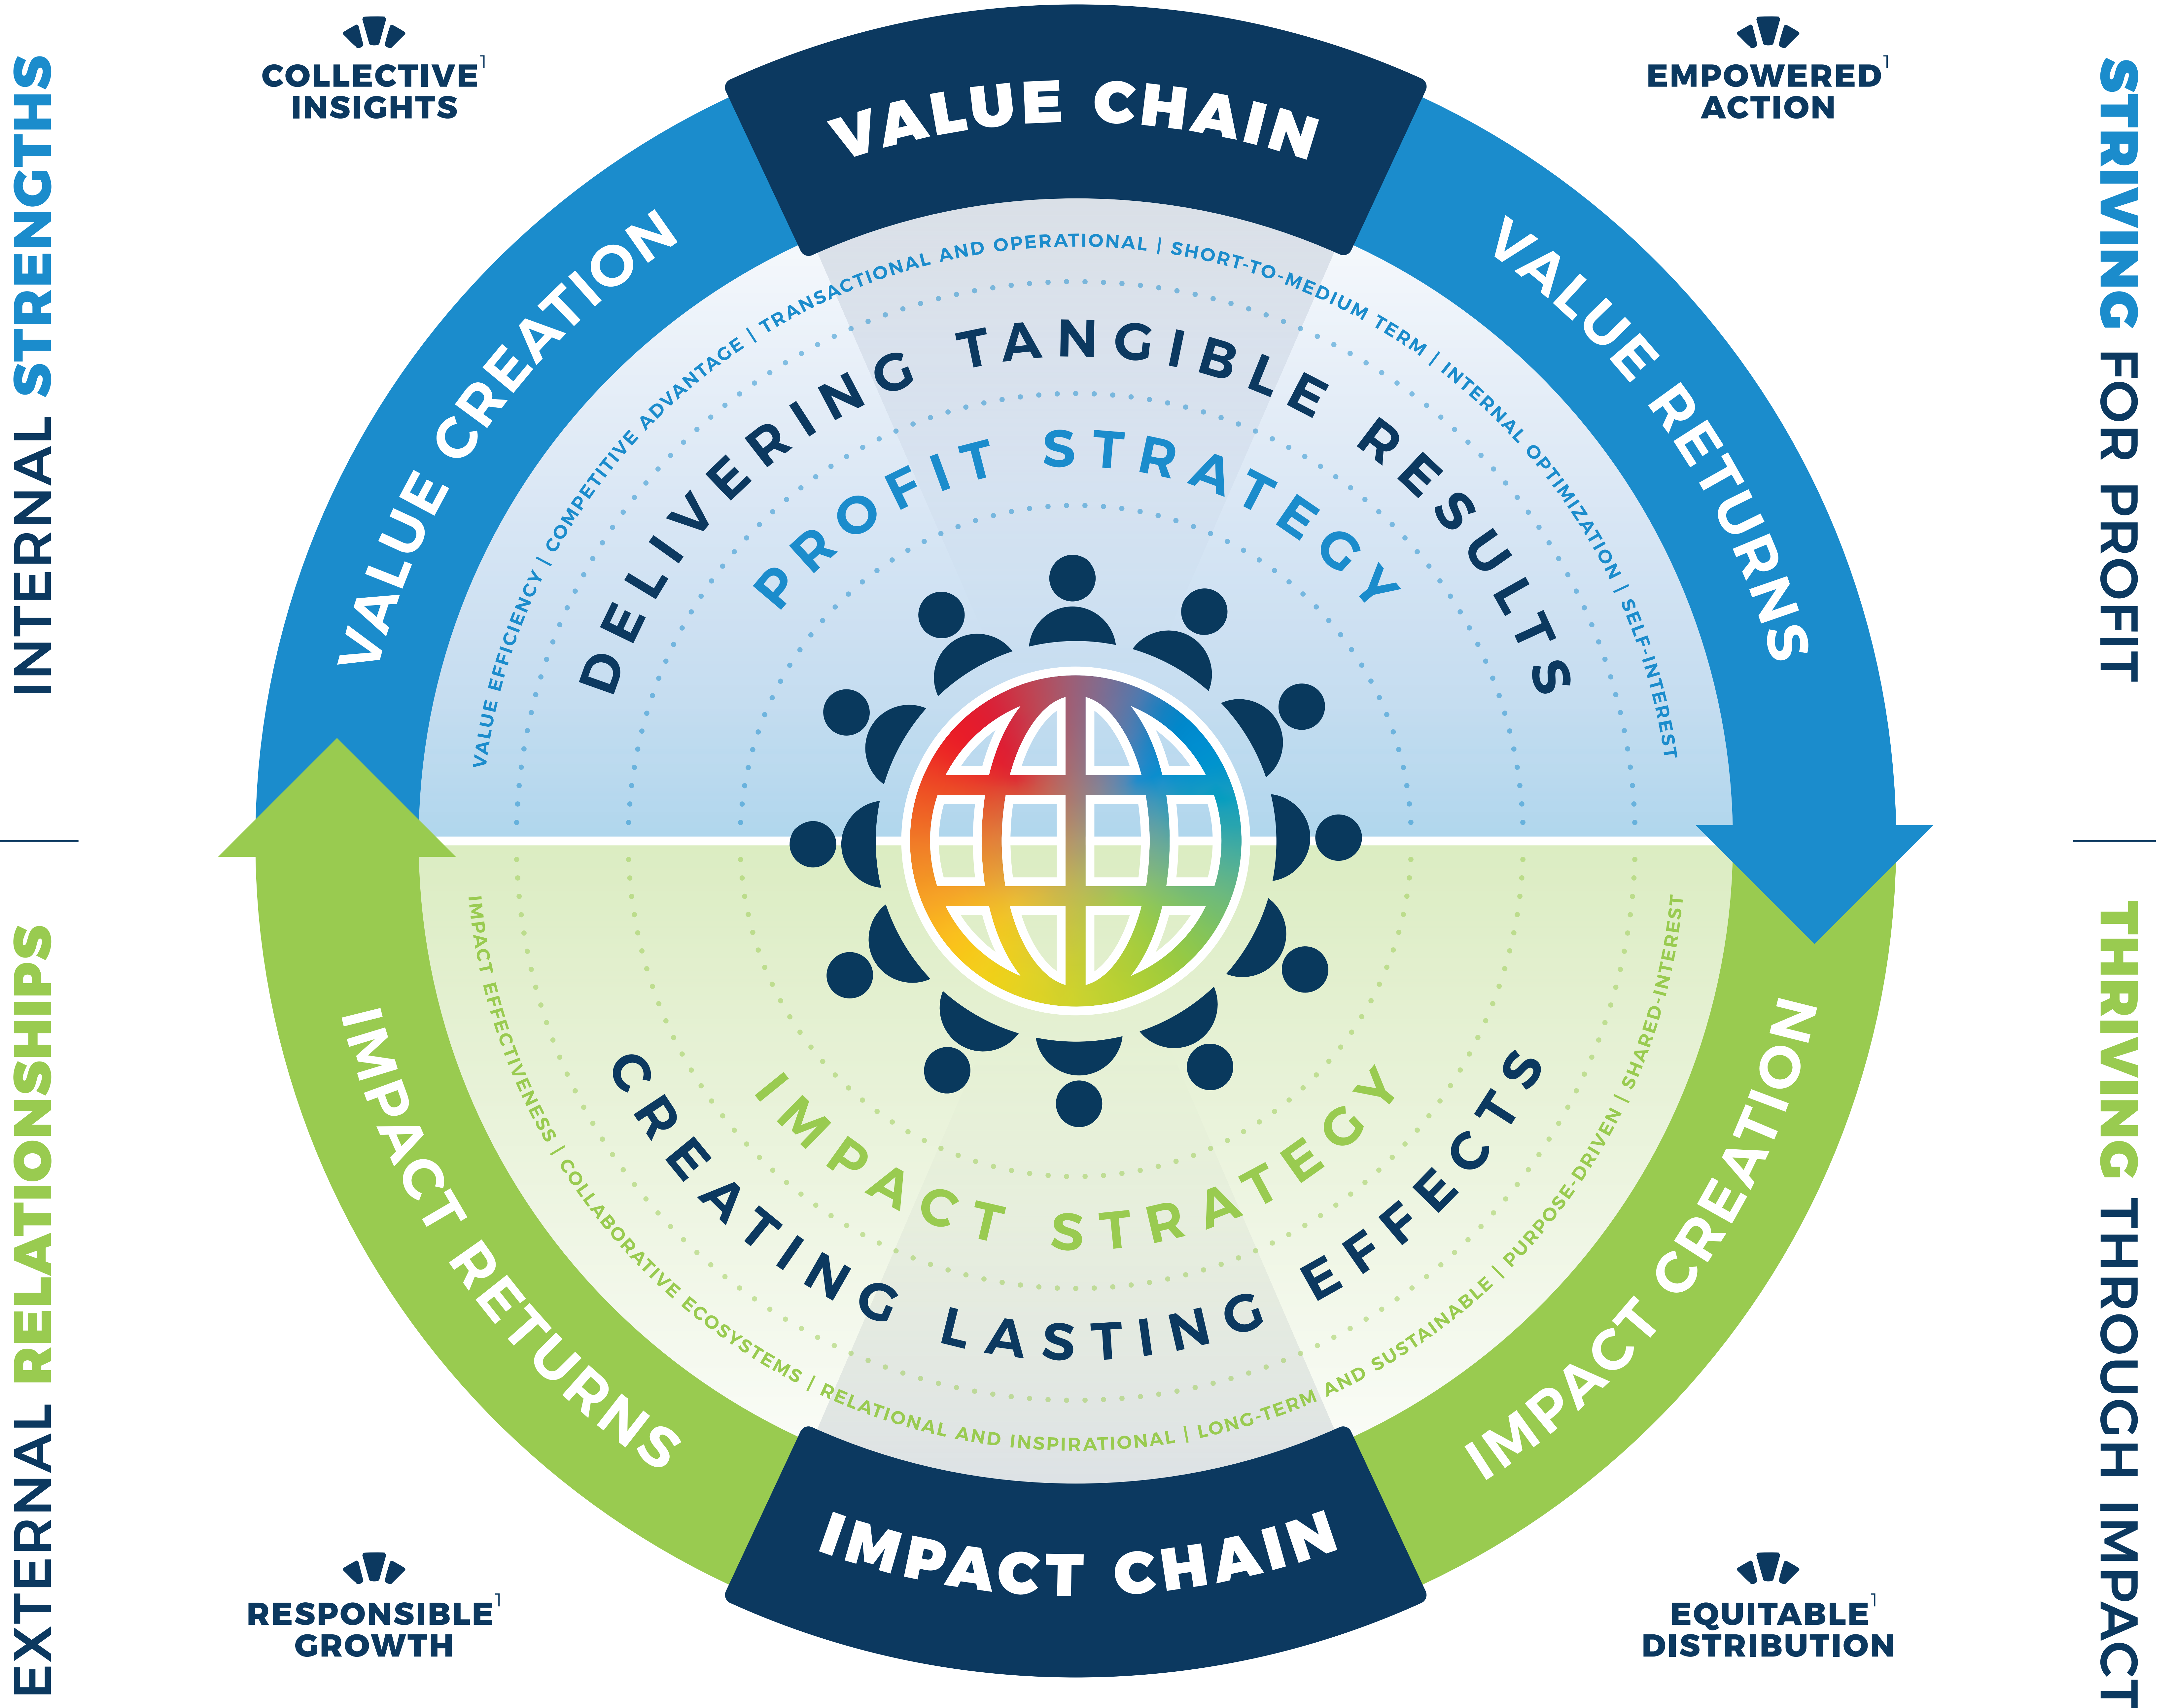 COLLECTIVE
INSIGHTS
EMPOWERED
ACTION
INTERNAL STRENGTHS
STRIVING FOR PROFIT
VALUE CHAIN
VALUE CREATION
VALUE RETURNS
VALUE EFFICIENCY | COMPETITIVE ADVANTAGE | TRANSACTIONAL AND OPERATIONAL | SHORT-TO-MEDIUM TERM | INTERNAL OPTIMIZATION | SELF-INTEREST
DELIVERING TANGIBLE RESULTS
PROFIT STRATEGY
IMPACT STRATEGY
CREATING LASTING EFFECTS
IMPACT EFFECTIVENESS | COLLABORATIVE ECOSYSTEMS | RELATIONAL AND INSPIRATIONAL | LONG-TERM AND SUSTAINABLE | PURPOSE-DRIVEN | SHARED-INTEREST
IMPACT RETURNS
IMPACT CREATION
IMPACT CHAIN
EXTERNAL RELATIONSHIPS
THRIVING THROUGH IMPACT
RESPONSIBLE
GROWTH
EQUITABLE
DISTRIBUTION